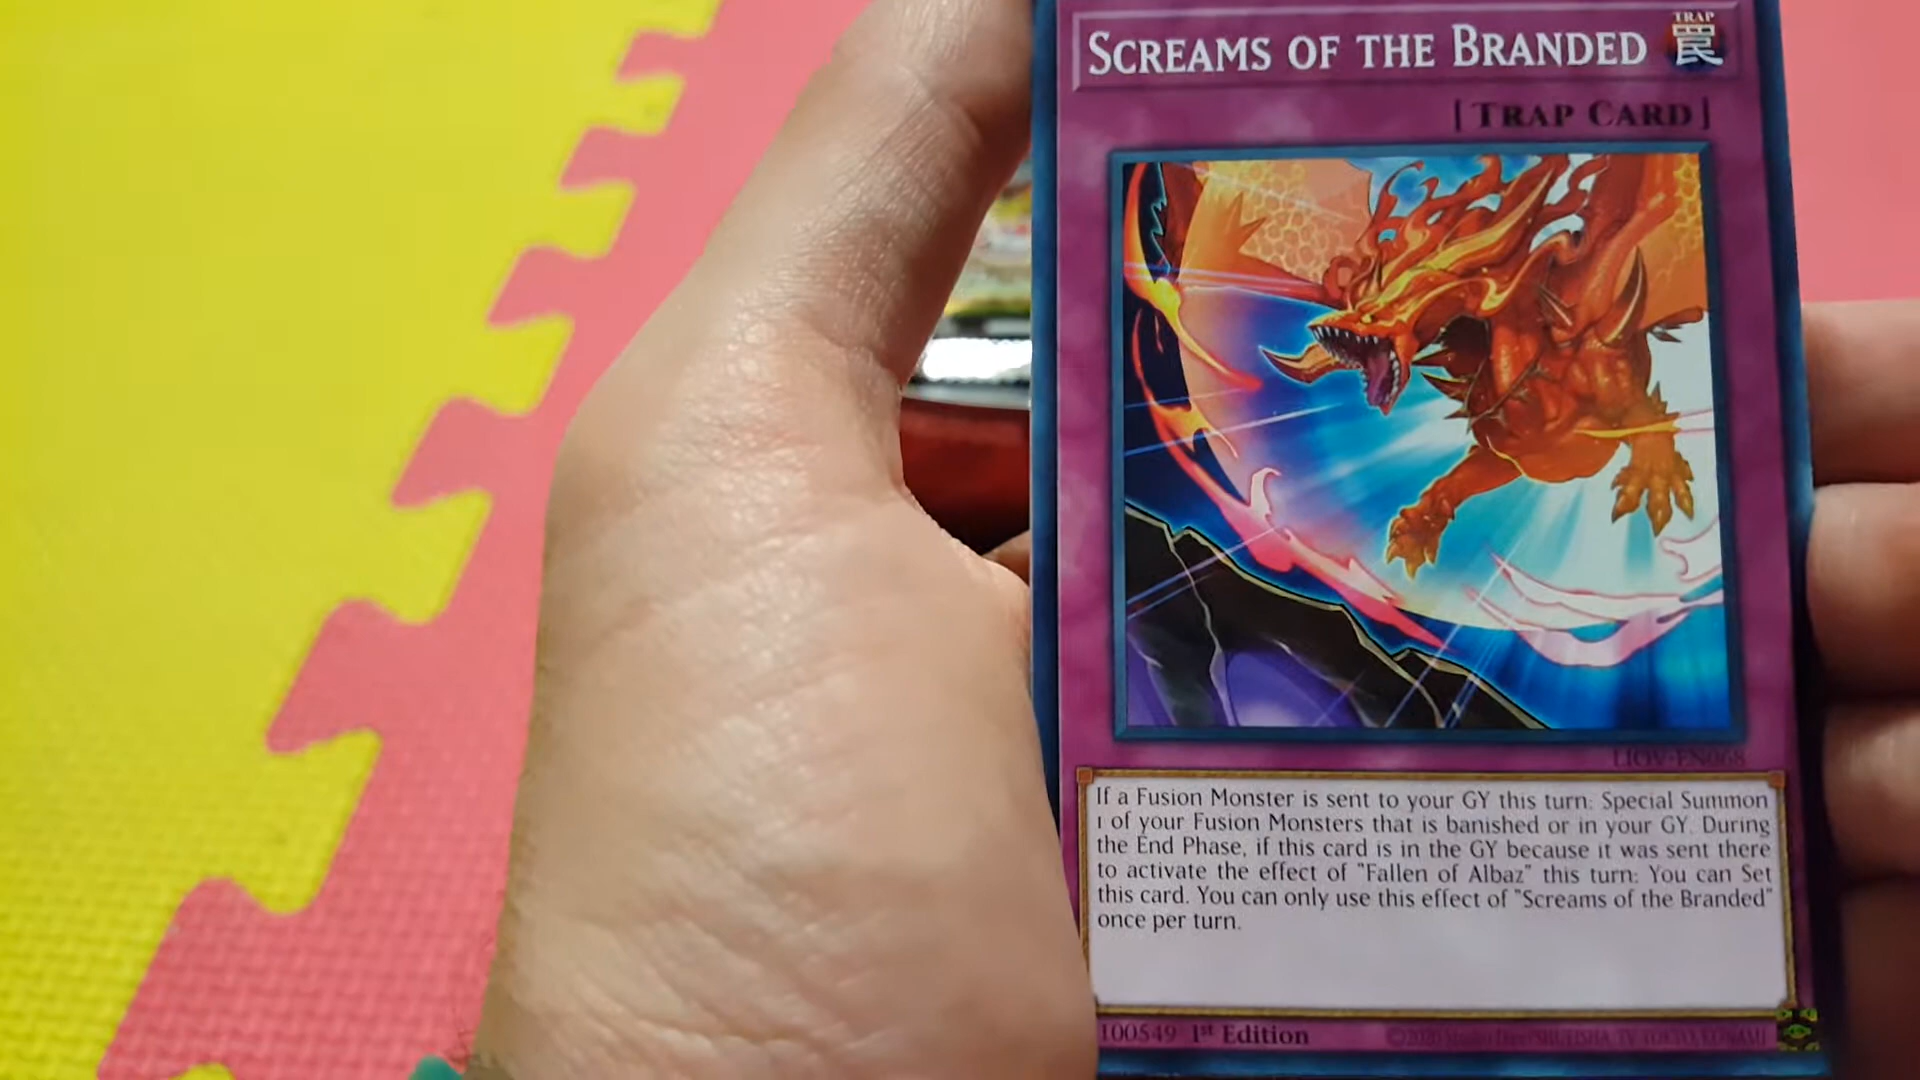 SCREAMS OF THE BRANDED
TRAP
罠
[TRAP CARD]
LIOV-EN068
If a Fusion Monster is sent to your GY this turn: Special Summon
1 of your Fusion Monsters that is banished or in your GY. During
the End Phase, if this card is in the GY because it was sent there
to activate the effect of "Fallen of Albaz" this turn: You can Set
this card. You can only use this effect of "Screams of the Branded"
once per turn.
100549 1st Edition